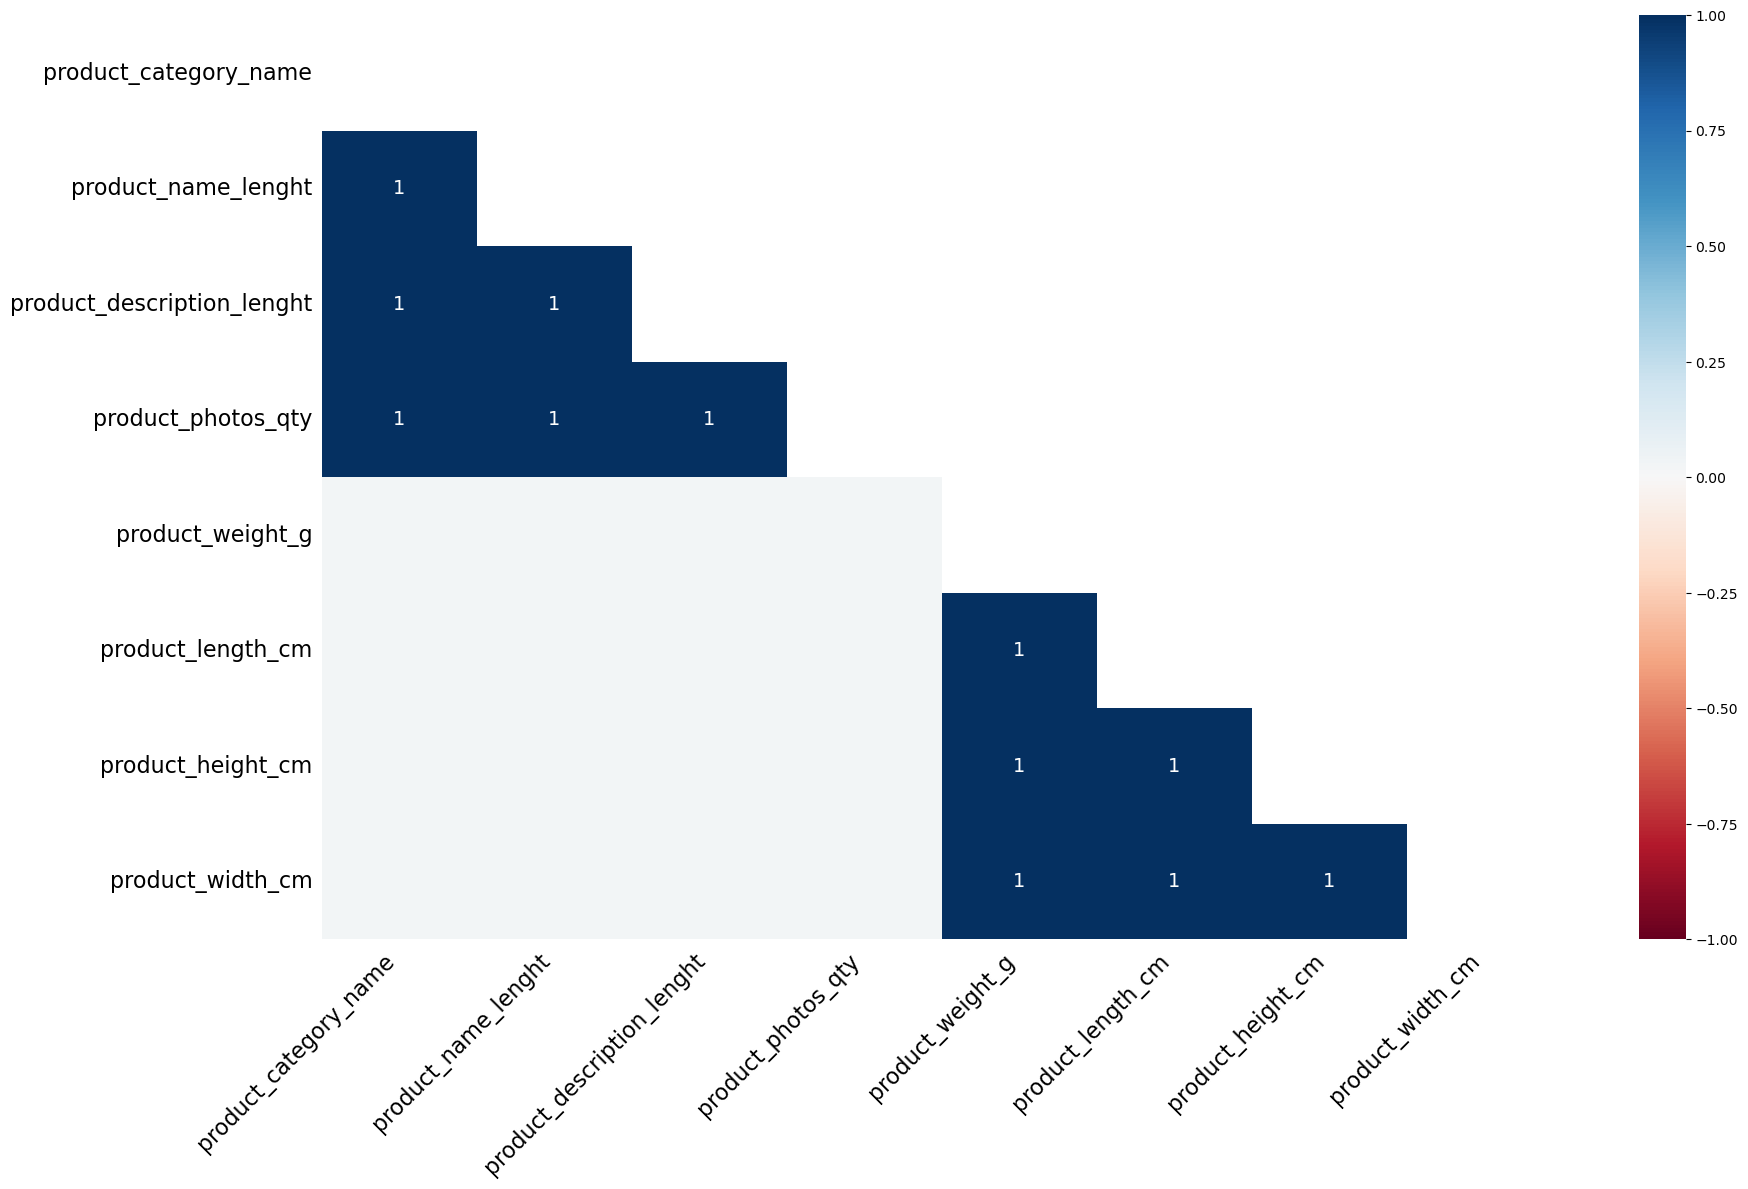 product_category_name
product_name_lenght
1
product_description_lenght
1 1
product_photos_qty
1 1 1
product_weight_g
product_length_cm
1
product_height_cm
1 1
product_width_cm
1 1 1
product_category_name
product_name_lenght
product_description_lenght
product_photos_qty
product_weight_g
product_length_cm
product_height_cm
product_width_cm
1.00
0.75
0.50
0.25
0.00
−0.25
−0.50
−0.75
−1.00